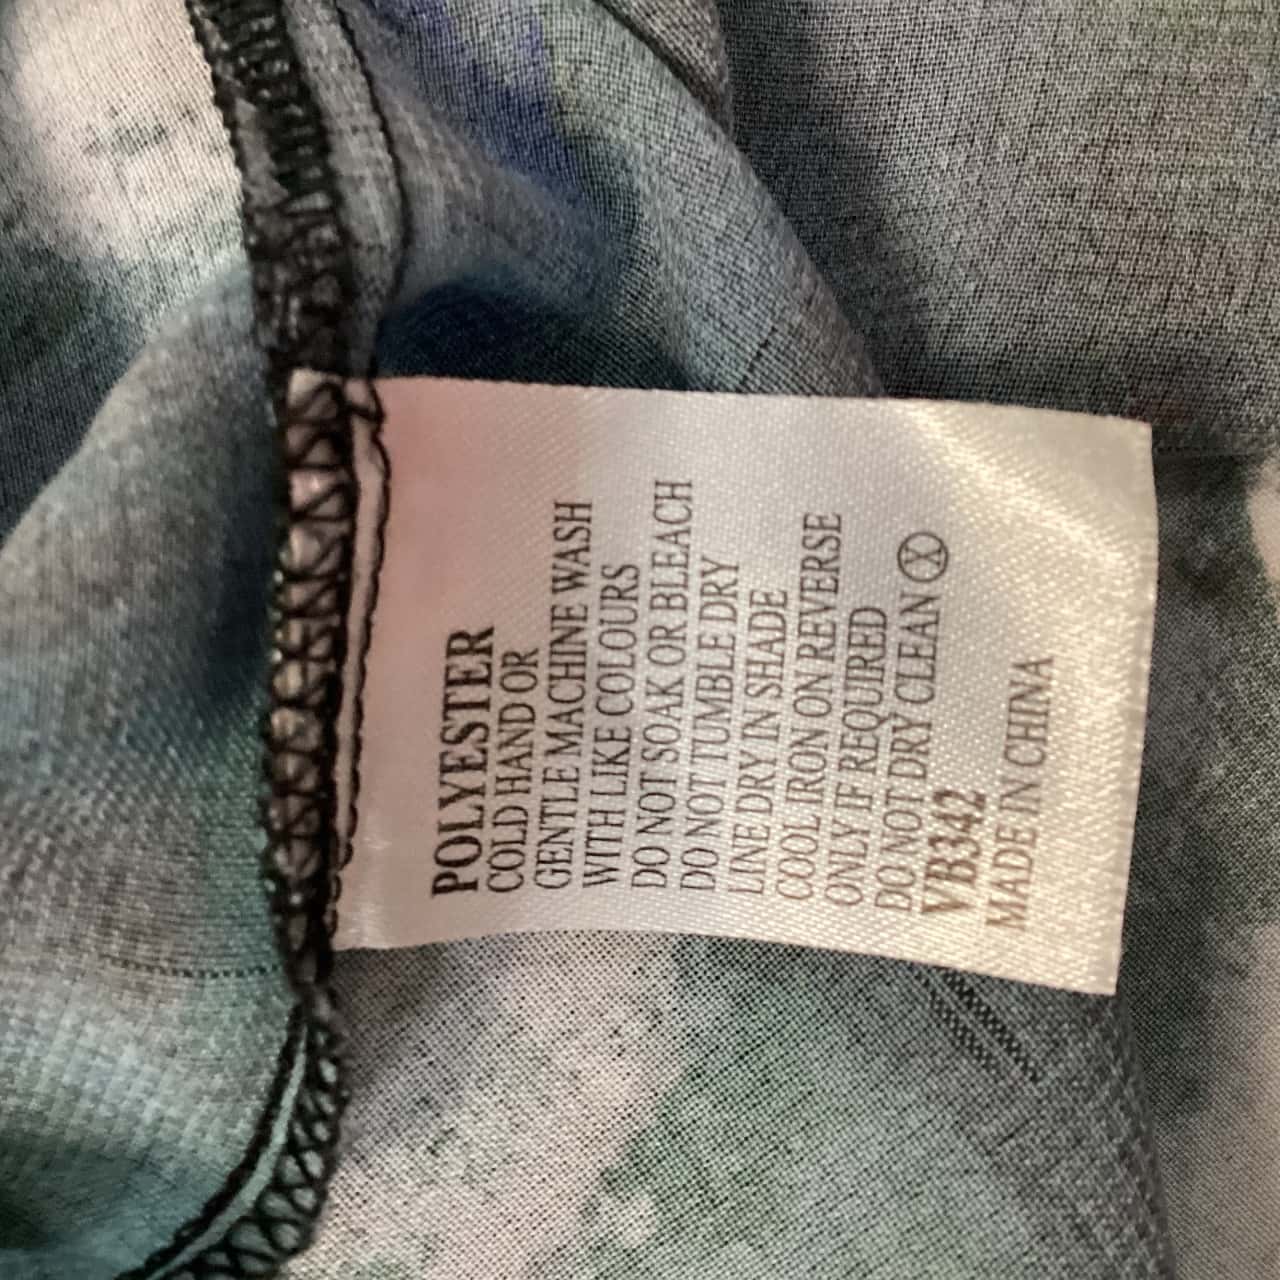 POLYESTER
COLD HAND OR
GENTLE MACHINE WASH
WITH LIKE COLOURS
DO NOT SOAK OR BLEACH
DO NOT TUMBLE DRY
LINE DRY IN SHADE
COOL IRON ON REVERSE
ONLY IF REQUIRED
DO NOT DRY CLEAN Ⓧ
VB342
MADE IN CHINA